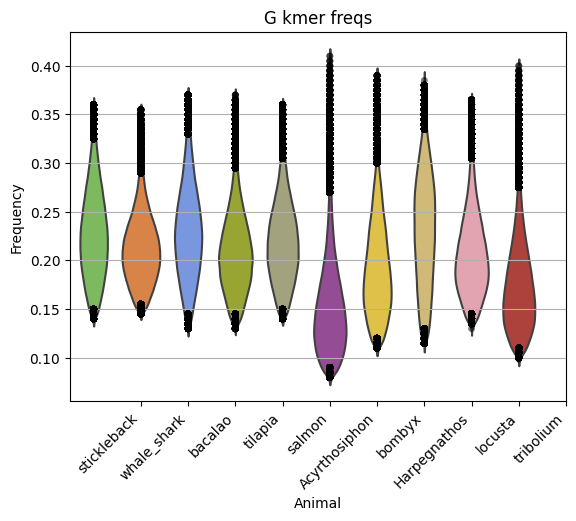 G kmer freqs
Frequency
0.40
0.35
0.30
0.25
0.20
0.15
0.10
stickleback
whale_shark
bacalao
tilapia
salmon
Acyrthosiphon
bombyx
Harpegnathos
locusta
tribolium
Animal